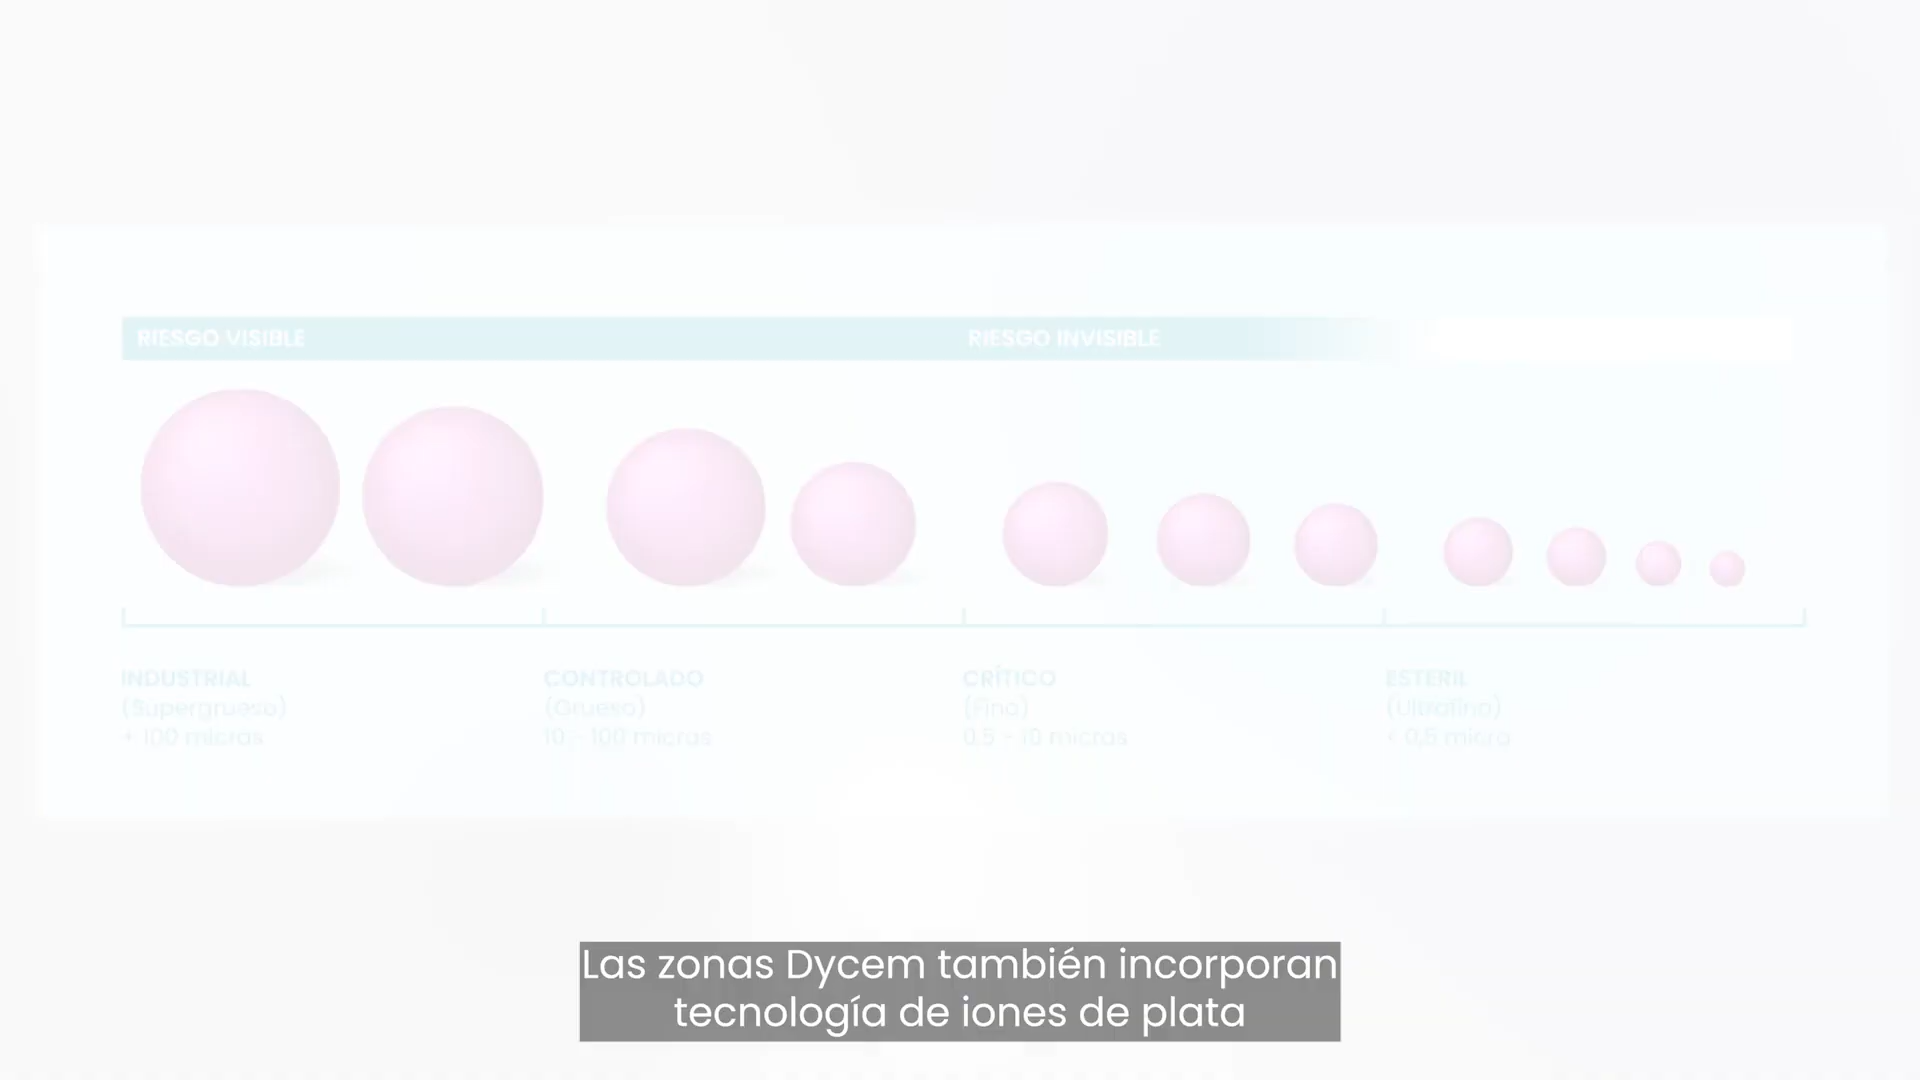 RIESGO VISIBLE
RIESGO INVISIBLE
INDUSTRIAL
(Supergrueso)
+ 100 micras
CONTROLADO
(Grueso)
10 - 100 micras
CRÍTICO
(Fino)
0,5 - 10 micras
ESTERIL
(Ultrafino)
< 0,5 micra
Las zonas Dycem también incorporan
tecnología de iones de plata